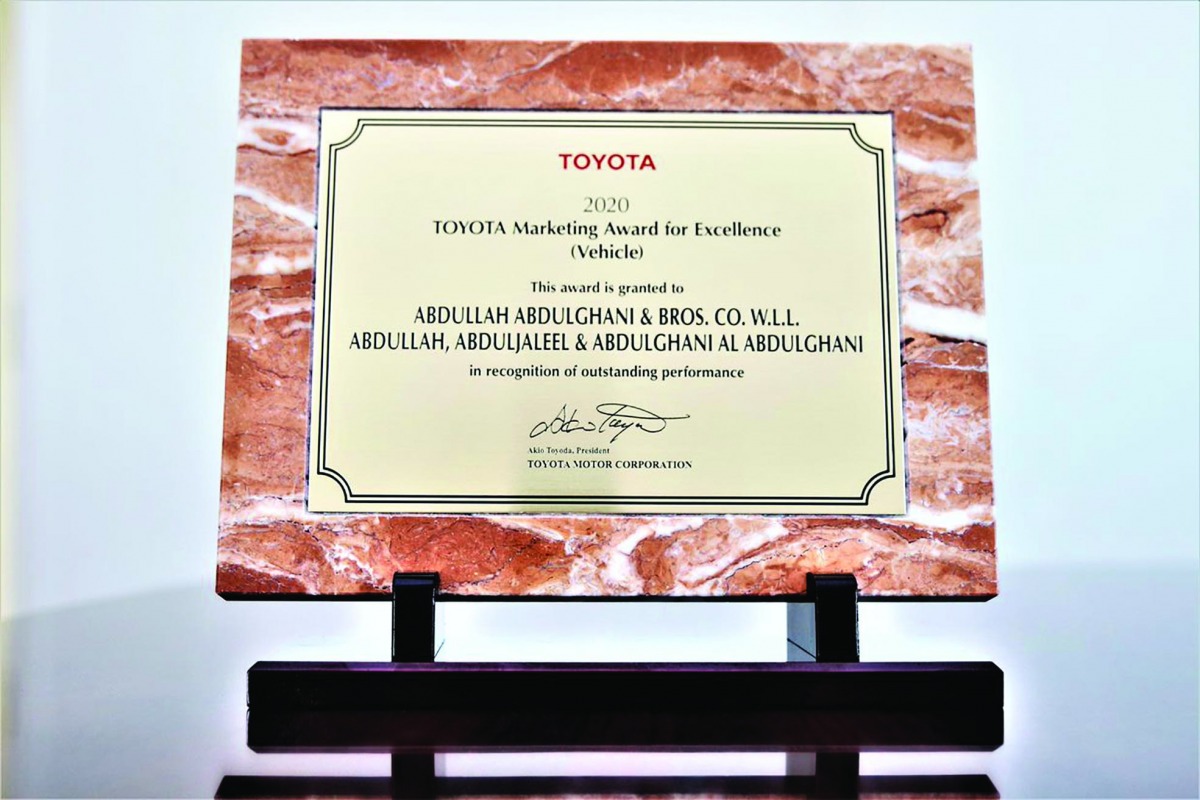 TOYOTA
2020
TOYOTA Marketing Award for Excellence
(Vehicle)
This award is granted to
ABDULLAH ABDULGHANI & BROS. CO. W.L.L.
ABDULLAH, ABDULJALEEL & ABDULGHANI AL ABDULGHANI
in recognition of outstanding performance
Akio Toyoda, President
TOYOTA MOTOR CORPORATION